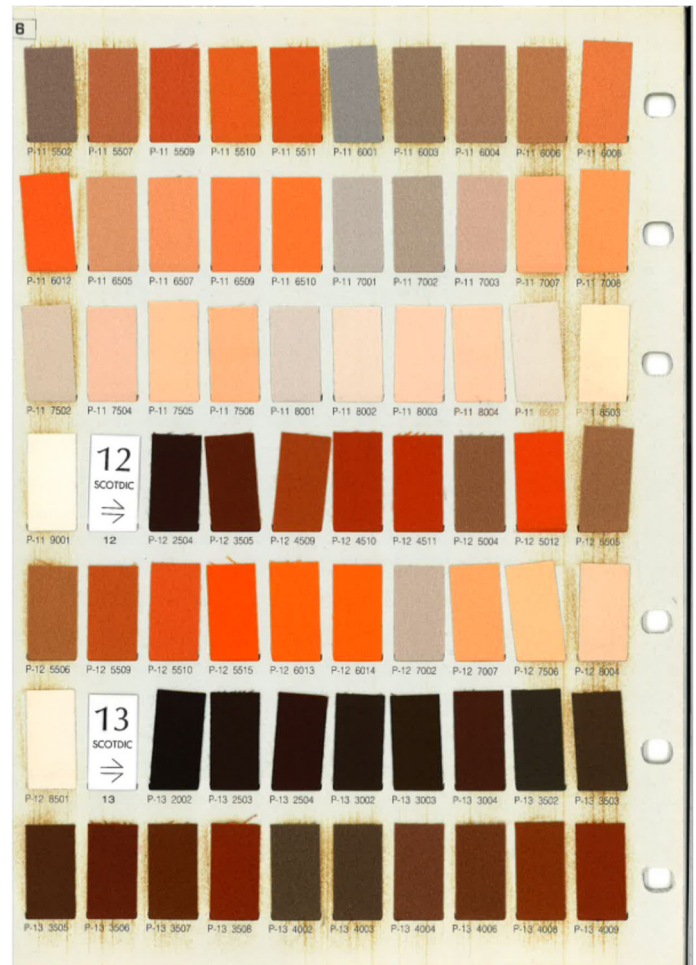 6
P-11 5502 P-11 5507 P-11 5509 P-11 5510 P-11 5511 P-11 6001 P-11 6003 P-11 6004 P-11 6006 P-11 6008
P-11 6012 P-11 6505 P-11 6507 P-11 6509 P-11 6510 P-11 7001 P-11 7002 P-11 7003 P-11 7007 P-11 7008
P-11 7502 P-11 7504 P-11 7505 P-11 7506 P-11 8001 P-11 8002 P-11 8003 P-11 8004 P-11 8502 P-11 8503
12
SCOTDIC
P-11 9001 12 P-12 2504 P-12 3505 P-12 4509 P-12 4510 P-12 4511 P-12 5004 P-12 5012 P-12 5505
P-12 5506 P-12 5509 P-12 5510 P-12 5515 P-12 6013 P-12 6014 P-12 7002 P-12 7007 P-12 7506 P-12 8004
13
SCOTDIC
P-12 8501 13 P-13 2002 P-13 2503 P-13 2504 P-13 3002 P-13 3003 P-13 3004 P-13 3502 P-13 3503
P-13 3505 P-13 3506 P-13 3507 P-13 3508 P-13 4002 P-13 4003 P-13 4004 P-13 4006 P-13 4008 P-13 4009